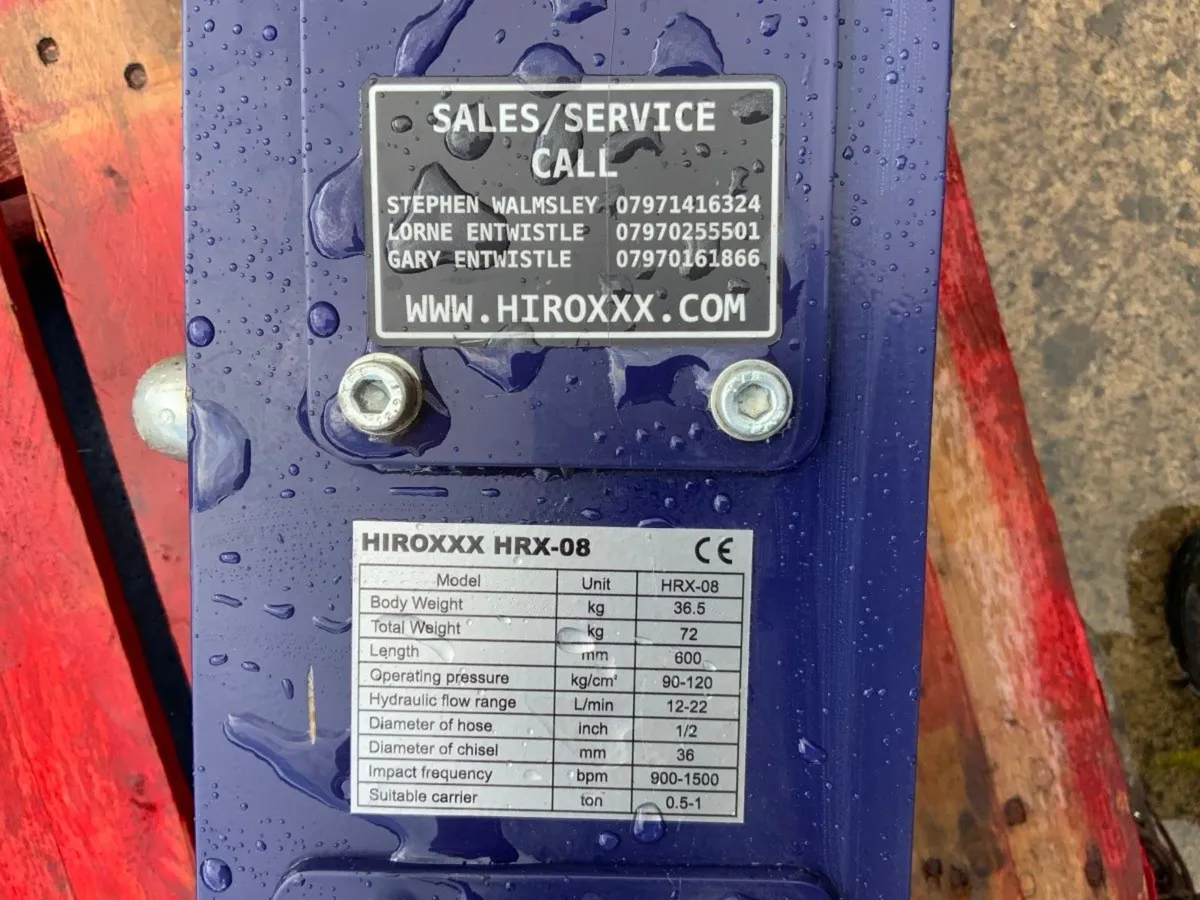 SALES/SERVICE
CALL
STEPHEN WALMSLEY 07971416324
LORNE ENTWISTLE 07970255501
GARY ENTWISTLE 07970161866
WWW.HIROXXX.COM
HIROXXX HRX-08 CE
Model Unit HRX-08
Body Weight kg 36.5
Total Weight kg 72
Length mm 600
Operating pressure kg/cm² 90-120
Hydraulic flow range L/min 12-22
Diameter of hose inch 1/2
Diameter of chisel mm 36
Impact frequency bpm 900-1500
Suitable carrier ton 0.5-1